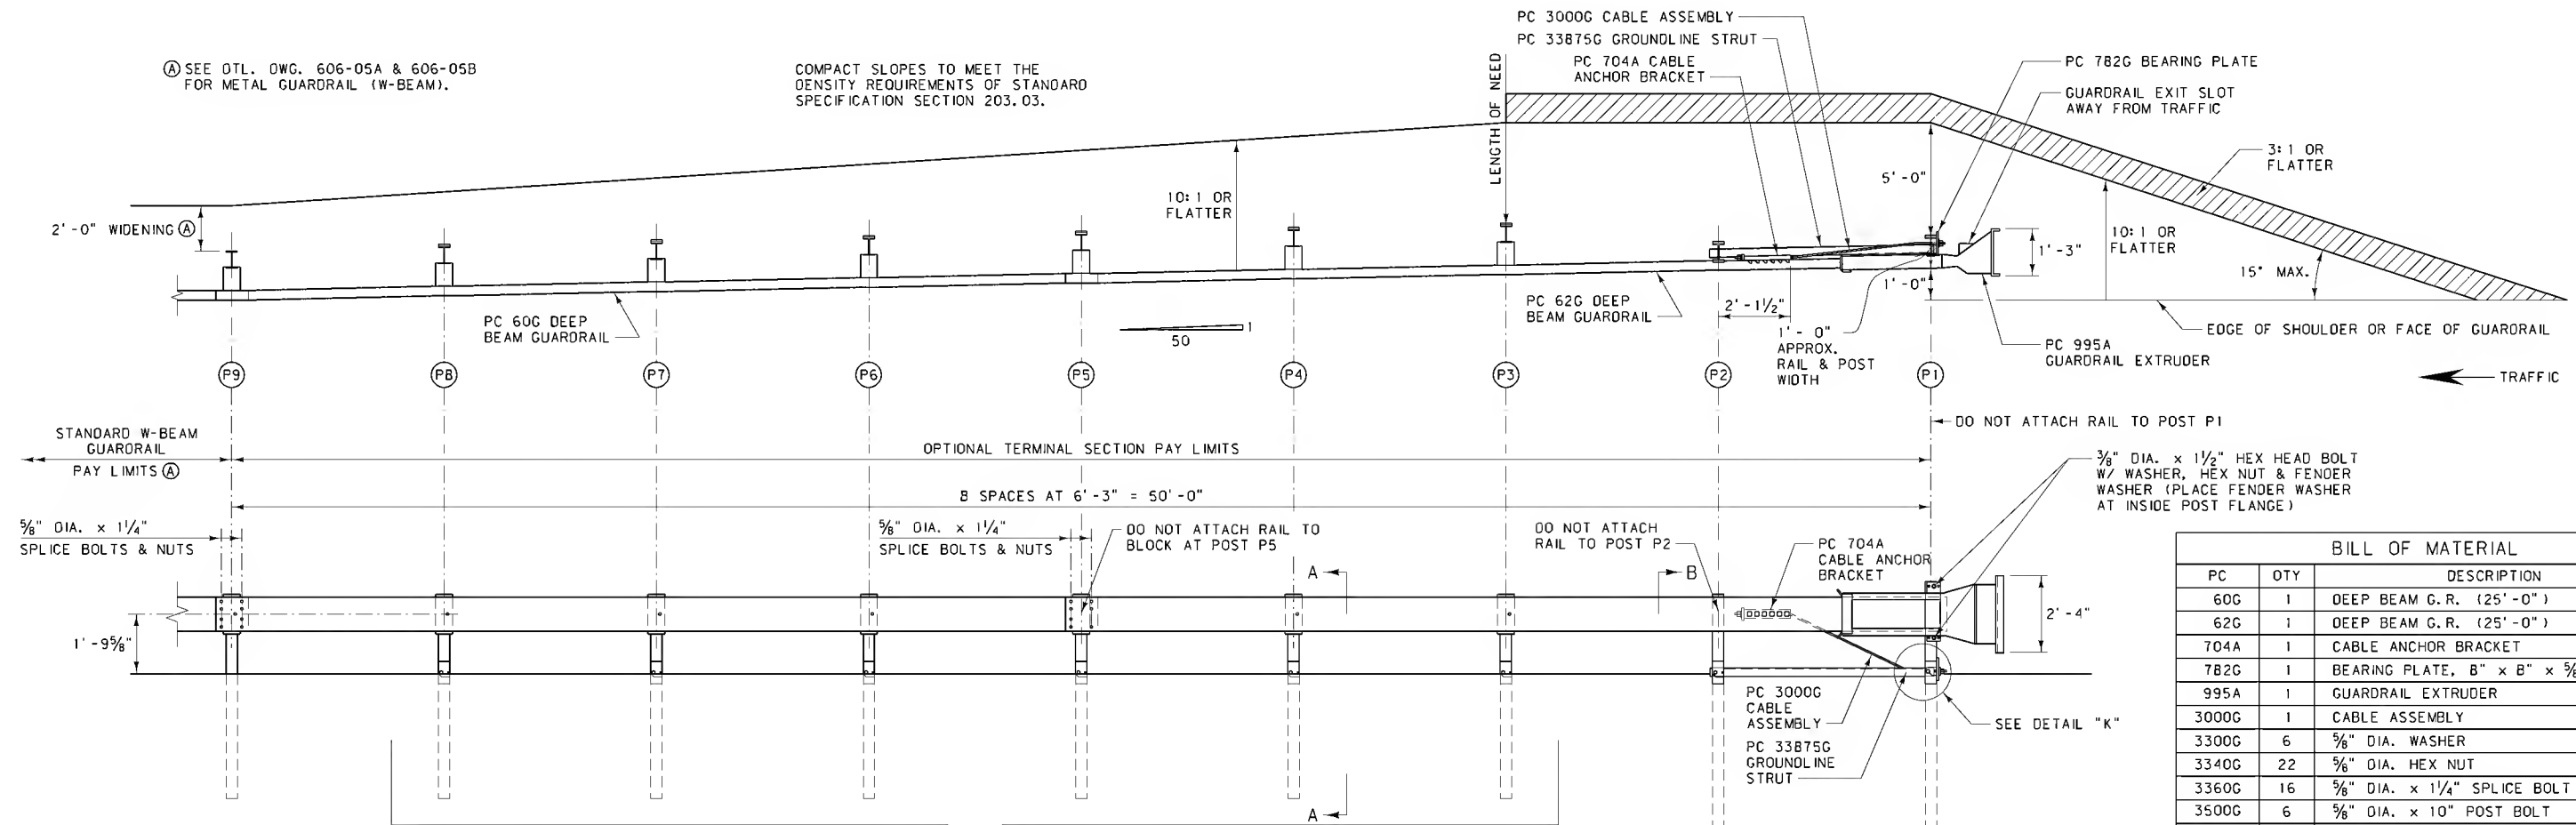 Ⓐ SEE DTL. DWG. 606-05A & 606-05B
FOR METAL GUARDRAIL (W-BEAM).
COMPACT SLOPES TO MEET THE
DENSITY REQUIREMENTS OF STANDARD
SPECIFICATION SECTION 203.03.
LENGTH OF NEED
PC 3000G CABLE ASSEMBLY
PC 33875G GROUNDLINE STRUT
PC 704A CABLE
ANCHOR BRACKET
PC 782G BEARING PLATE
GUARDRAIL EXIT SLOT
AWAY FROM TRAFFIC
3:1 OR
FLATTER
5'-0"
10:1 OR
FLATTER
2'-0" WIDENING Ⓐ
10:1 OR
FLATTER
1'-3"
15° MAX.
1'-0"
2'-1½"
PC 60G DEEP
BEAM GUARDRAIL
50
1
PC 62G DEEP
BEAM GUARDRAIL
1'-0"
APPROX.
RAIL & POST
WIDTH
EDGE OF SHOULDER OR FACE OF GUARDRAIL
PC 995A
GUARDRAIL EXTRUDER
P9
P8
P7
P6
P5
P4
P3
P2
P1
TRAFFIC
STANDARD W-BEAM
GUARDRAIL
PAY LIMITS Ⓐ
OPTIONAL TERMINAL SECTION PAY LIMITS
DO NOT ATTACH RAIL TO POST P1
8 SPACES AT 6'-3" = 50'-0"
⅜" DIA. x 1½" HEX HEAD BOLT
W/ WASHER, HEX NUT & FENDER
WASHER (PLACE FENDER WASHER
AT INSIDE POST FLANGE)
⅝" DIA. x 1¼"
SPLICE BOLTS & NUTS
⅝" DIA. x 1¼"
SPLICE BOLTS & NUTS
DO NOT ATTACH RAIL TO
BLOCK AT POST P5
DO NOT ATTACH
RAIL TO POST P2
PC 704A
CABLE ANCHOR
BRACKET
A
B
1'-9⅝"
2'-4"
PC 3000G
CABLE
ASSEMBLY
PC 33875G
GROUNDLINE
STRUT
SEE DETAIL "K"
A
BILL OF MATERIAL
PC QTY DESCRIPTION
60G 1 DEEP BEAM G.R. (25'-0")
62G 1 DEEP BEAM G.R. (25'-0")
704A 1 CABLE ANCHOR BRACKET
782G 1 BEARING PLATE, 8" x 8" x
995A 1 GUARDRAIL EXTRUDER
3000G 1 CABLE ASSEMBLY
3300G 6 ⅝" DIA. WASHER
3340G 22 ⅝" DIA. HEX NUT
3360G 16 ⅝" DIA. x 1¼" SPLICE BOLT
3500G 6 ⅝" DIA. x 10" POST BOLT